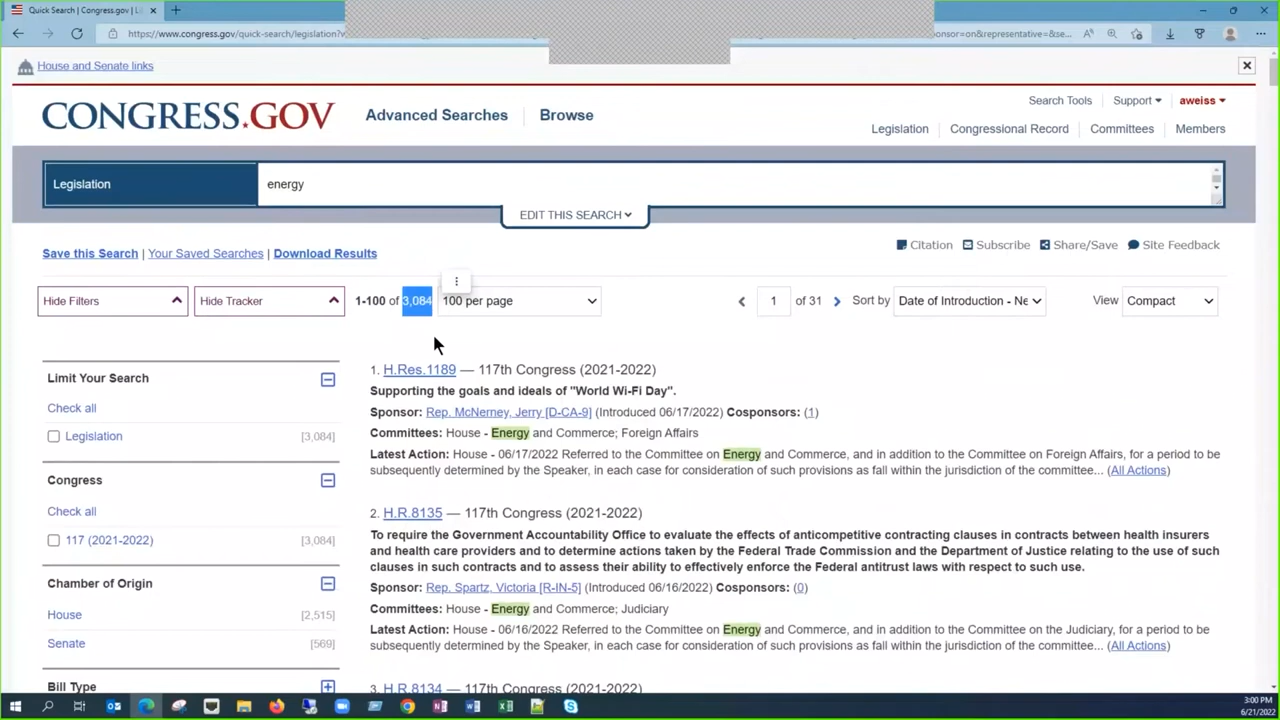 Quick Search | Congress.gov | Li
https://www.congress.gov/quick-search/legislation?
onsor=on&representative=&se...
House and Senate links
CONGRESS.GOV
Advanced Searches
Browse
Search Tools
Support
aweiss
Legislation
Congressional Record
Committees
Members
Legislation
energy
EDIT THIS SEARCH
Save this Search | Your Saved Searches | Download Results
Citation
Subscribe
Share/Save
Site Feedback
Hide Filters
Hide Tracker
1-100 of 3,084
100 per page
1 of 31
Sort by
Date of Introduction - Ne
View
Compact
Limit Your Search
Check all
Legislation [3,084]
Congress
Check all
117 (2021-2022) [3,084]
Chamber of Origin
House [2,515]
Senate [569]
Bill Type
1. H.Res.1189 — 117th Congress (2021-2022)
Supporting the goals and ideals of "World Wi-Fi Day".
Sponsor: Rep. McNerney, Jerry [D-CA-9] (Introduced 06/17/2022) Cosponsors: (1)
Committees: House - Energy and Commerce; Foreign Affairs
Latest Action: House - 06/17/2022 Referred to the Committee on Energy and Commerce, and in addition to the Committee on Foreign Affairs, for a period to be
subsequently determined by the Speaker, in each case for consideration of such provisions as fall within the jurisdiction of the committee... (All Actions)
2. H.R.8135 — 117th Congress (2021-2022)
To require the Government Accountability Office to evaluate the effects of anticompetitive contracting clauses in contracts between health insurers
and health care providers and to determine actions taken by the Federal Trade Commission and the Department of Justice relating to the use of such
clauses in such contracts and to assess their ability to effectively enforce the Federal antitrust laws with respect to such use.
Sponsor: Rep. Spartz, Victoria [R-IN-5] (Introduced 06/16/2022) Cosponsors: (0)
Committees: House - Energy and Commerce; Judiciary
Latest Action: House - 06/16/2022 Referred to the Committee on Energy and Commerce, and in addition to the Committee on the Judiciary, for a period to be
subsequently determined by the Speaker, in each case for consideration of such provisions as fall within the jurisdiction of the committee... (All Actions)
3. H.R.8134 — 117th Congress (2021-2022)
3:00 PM
6/21/2022